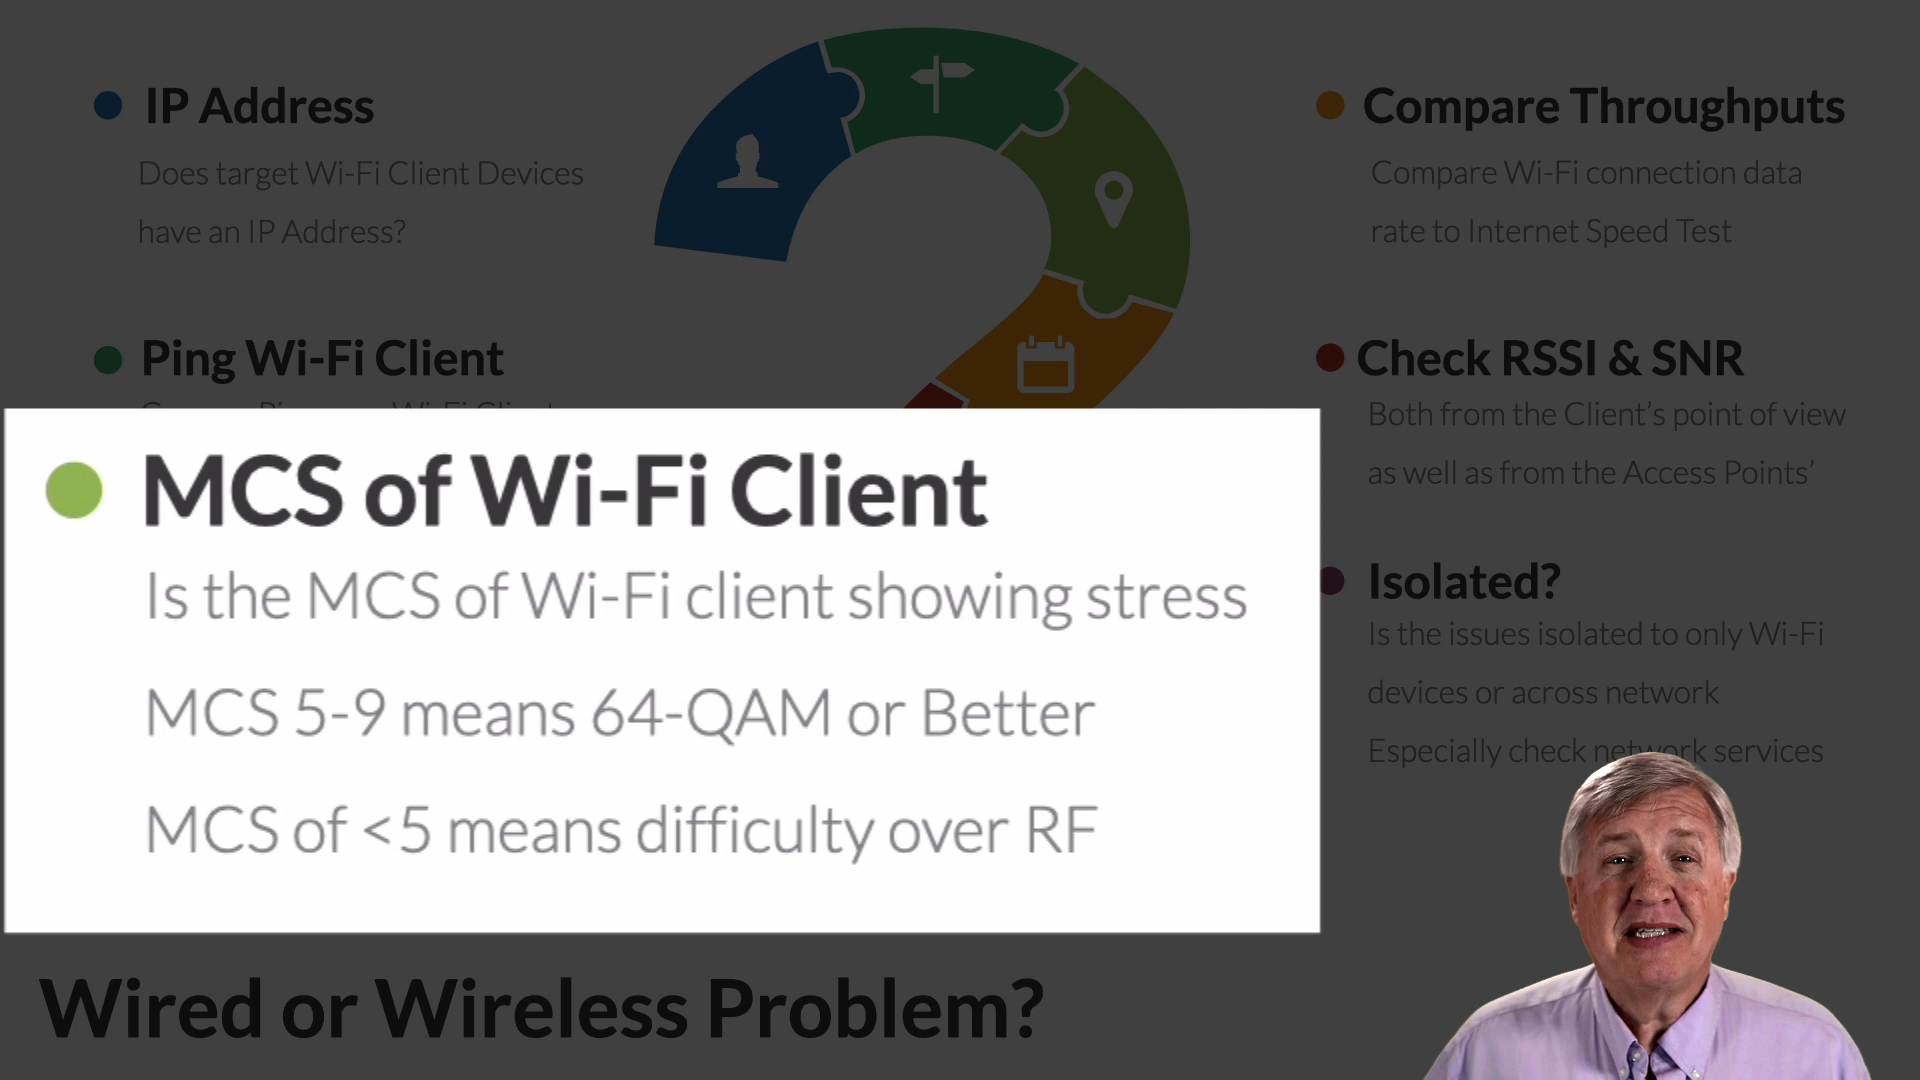 IP Address
Does target Wi-Fi Client Devices
have an IP Address?
Ping Wi-Fi Client
MCS of Wi-Fi Client
Is the MCS of Wi-Fi client showing stress
MCS 5-9 means 64-QAM or Better
MCS of <5 means difficulty over RF
Compare Throughputs
Compare Wi-Fi connection data
rate to Internet Speed Test
Check RSSI & SNR
Both from the Client's point of view
as well as from the Access Points'
Isolated?
Is the issues isolated to only Wi-Fi
devices or across network
Especially check network services
Wired or Wireless Problem?